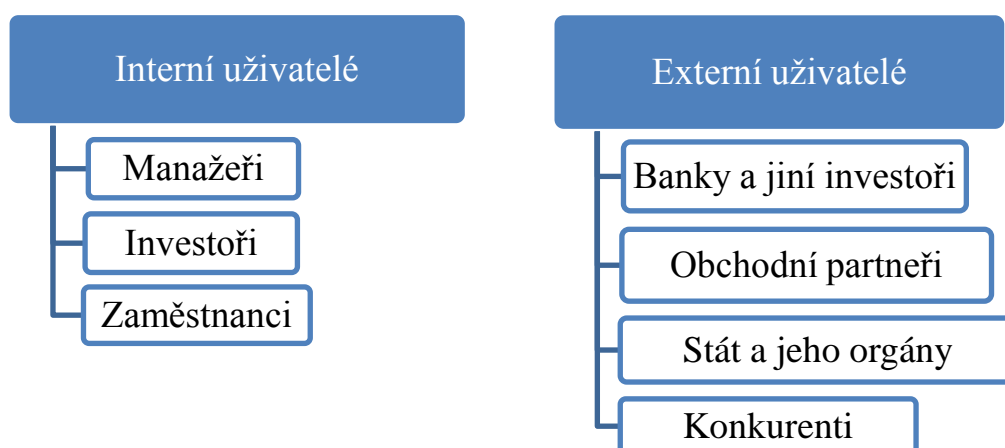 Interní uživatelé
Manažeři
Investoři
Zaměstnanci
Externí uživatelé
Banky a jiní investoři
Obchodní partneři
Stát a jeho orgány
Konkurenti